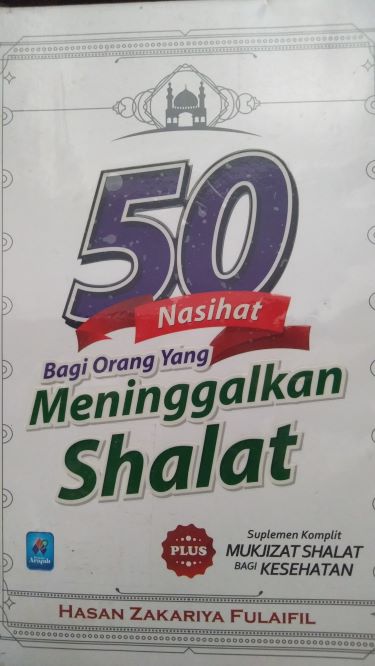 50
Nasihat
Bagi Orang Yang
Meninggalkan
Shalat
PLUS
Suplemen Komplit
MUKJIZAT SHALAT
BAGI KESEHATAN
HASAN ZAKARIYA FULAIFIL